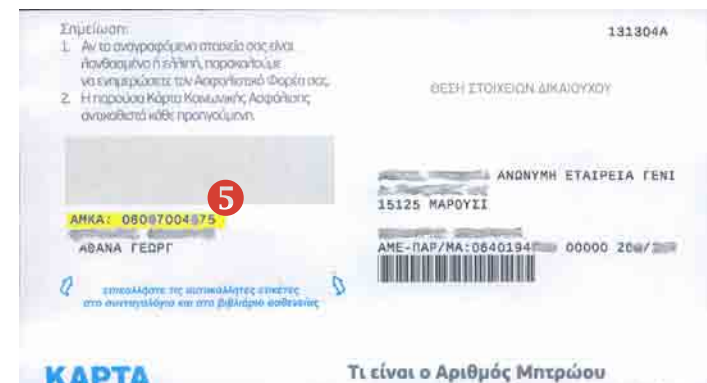 Σημείωση:
1. Αν τα αναγραφόμενα στοιχεία σας είναι
λανθασμένα ή ελλιπή, παρακαλούμε
να ενημερώσετε τον Ασφαλιστικό Φορέα σας.
2. Η παρούσα Κάρτα Κοινωνικής Ασφάλισης
αντικαθιστά κάθε προηγούμενη.
131304Α
ΘΕΣΗ ΣΤΟΙΧΕΙΩΝ ΔΙΚΑΙΟΥΧΟΥ
5
ΑΜΚΑ:
ΑΘΑΝΑ ΓΕΩΡΓ
επικολλήστε τις αυτοκόλλητες ετικέτες
στο συνταγολόγιο και στο βιβλιάριο ασθενείας
ΑΝΩΝΥΜΗ ΕΤΑΙΡΕΙΑ ΓΕΝΙ
15125 ΜΑΡΟΥΣΙ
ΑΜΕ-ΠΑΡ/ΜΑ:0640194 00000
ΚΑΡΤΑ
Τι είναι ο Αριθμός Μητρώου